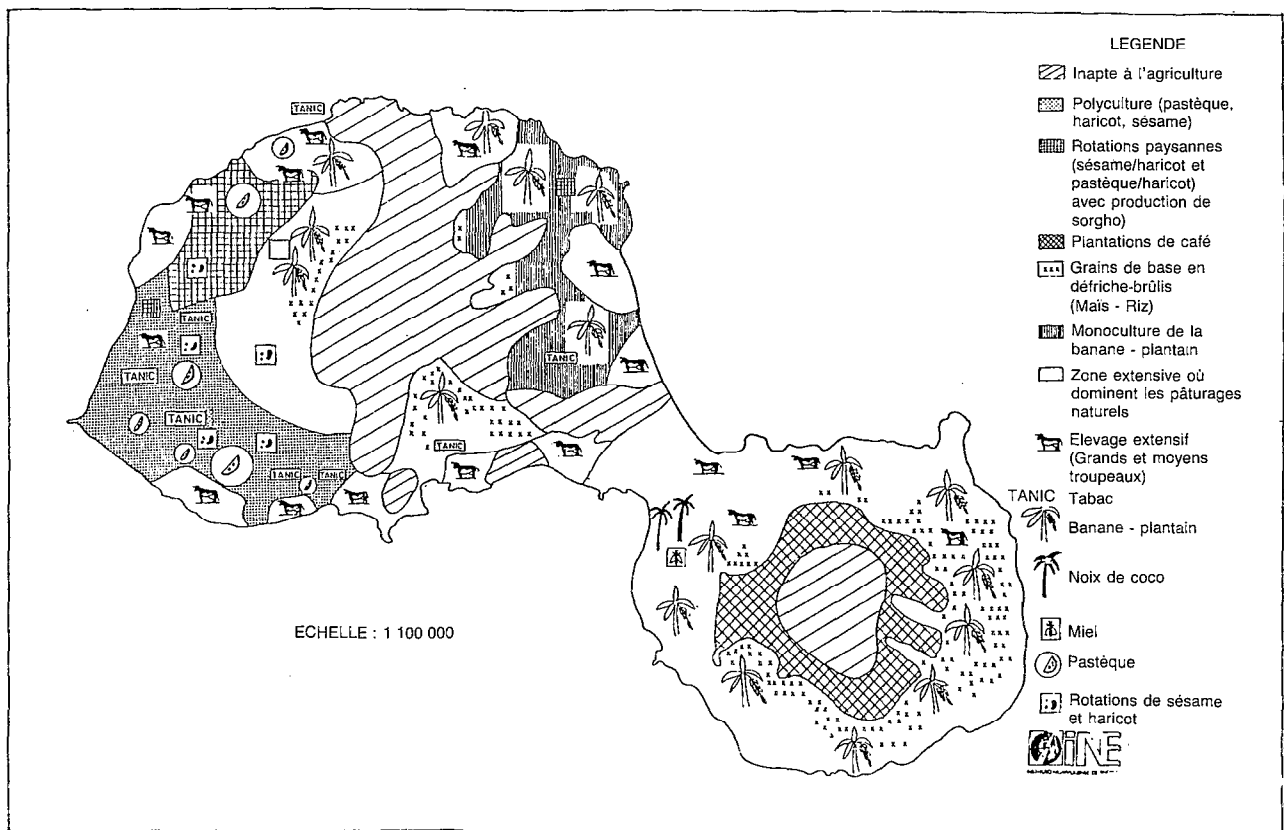 LEGENDE
Inapte à l'agriculture
Polyculture (pastèque,
haricot, sésame)
Rotations paysannes
(sésame/haricot et
pastèque/haricot)
avec production de
sorgho)
Plantations de café
Grains de base en
défriche-brûlis
(Maïs - Riz)
Monoculture de la
banane - plantain
Zone extensive où
dominent les pâturages
naturels
Elevage extensif
(Grands et moyens
troupeaux)
TANIC Tabac
Banane - plantain
Noix de coco
Miel
Pastèque
Rotations de sésame
et haricot
iNE
TANIC
TANIC
TANIC
TANIC
TANIC
TANIC
TANIC
TANIC
ECHELLE : 1 100 000